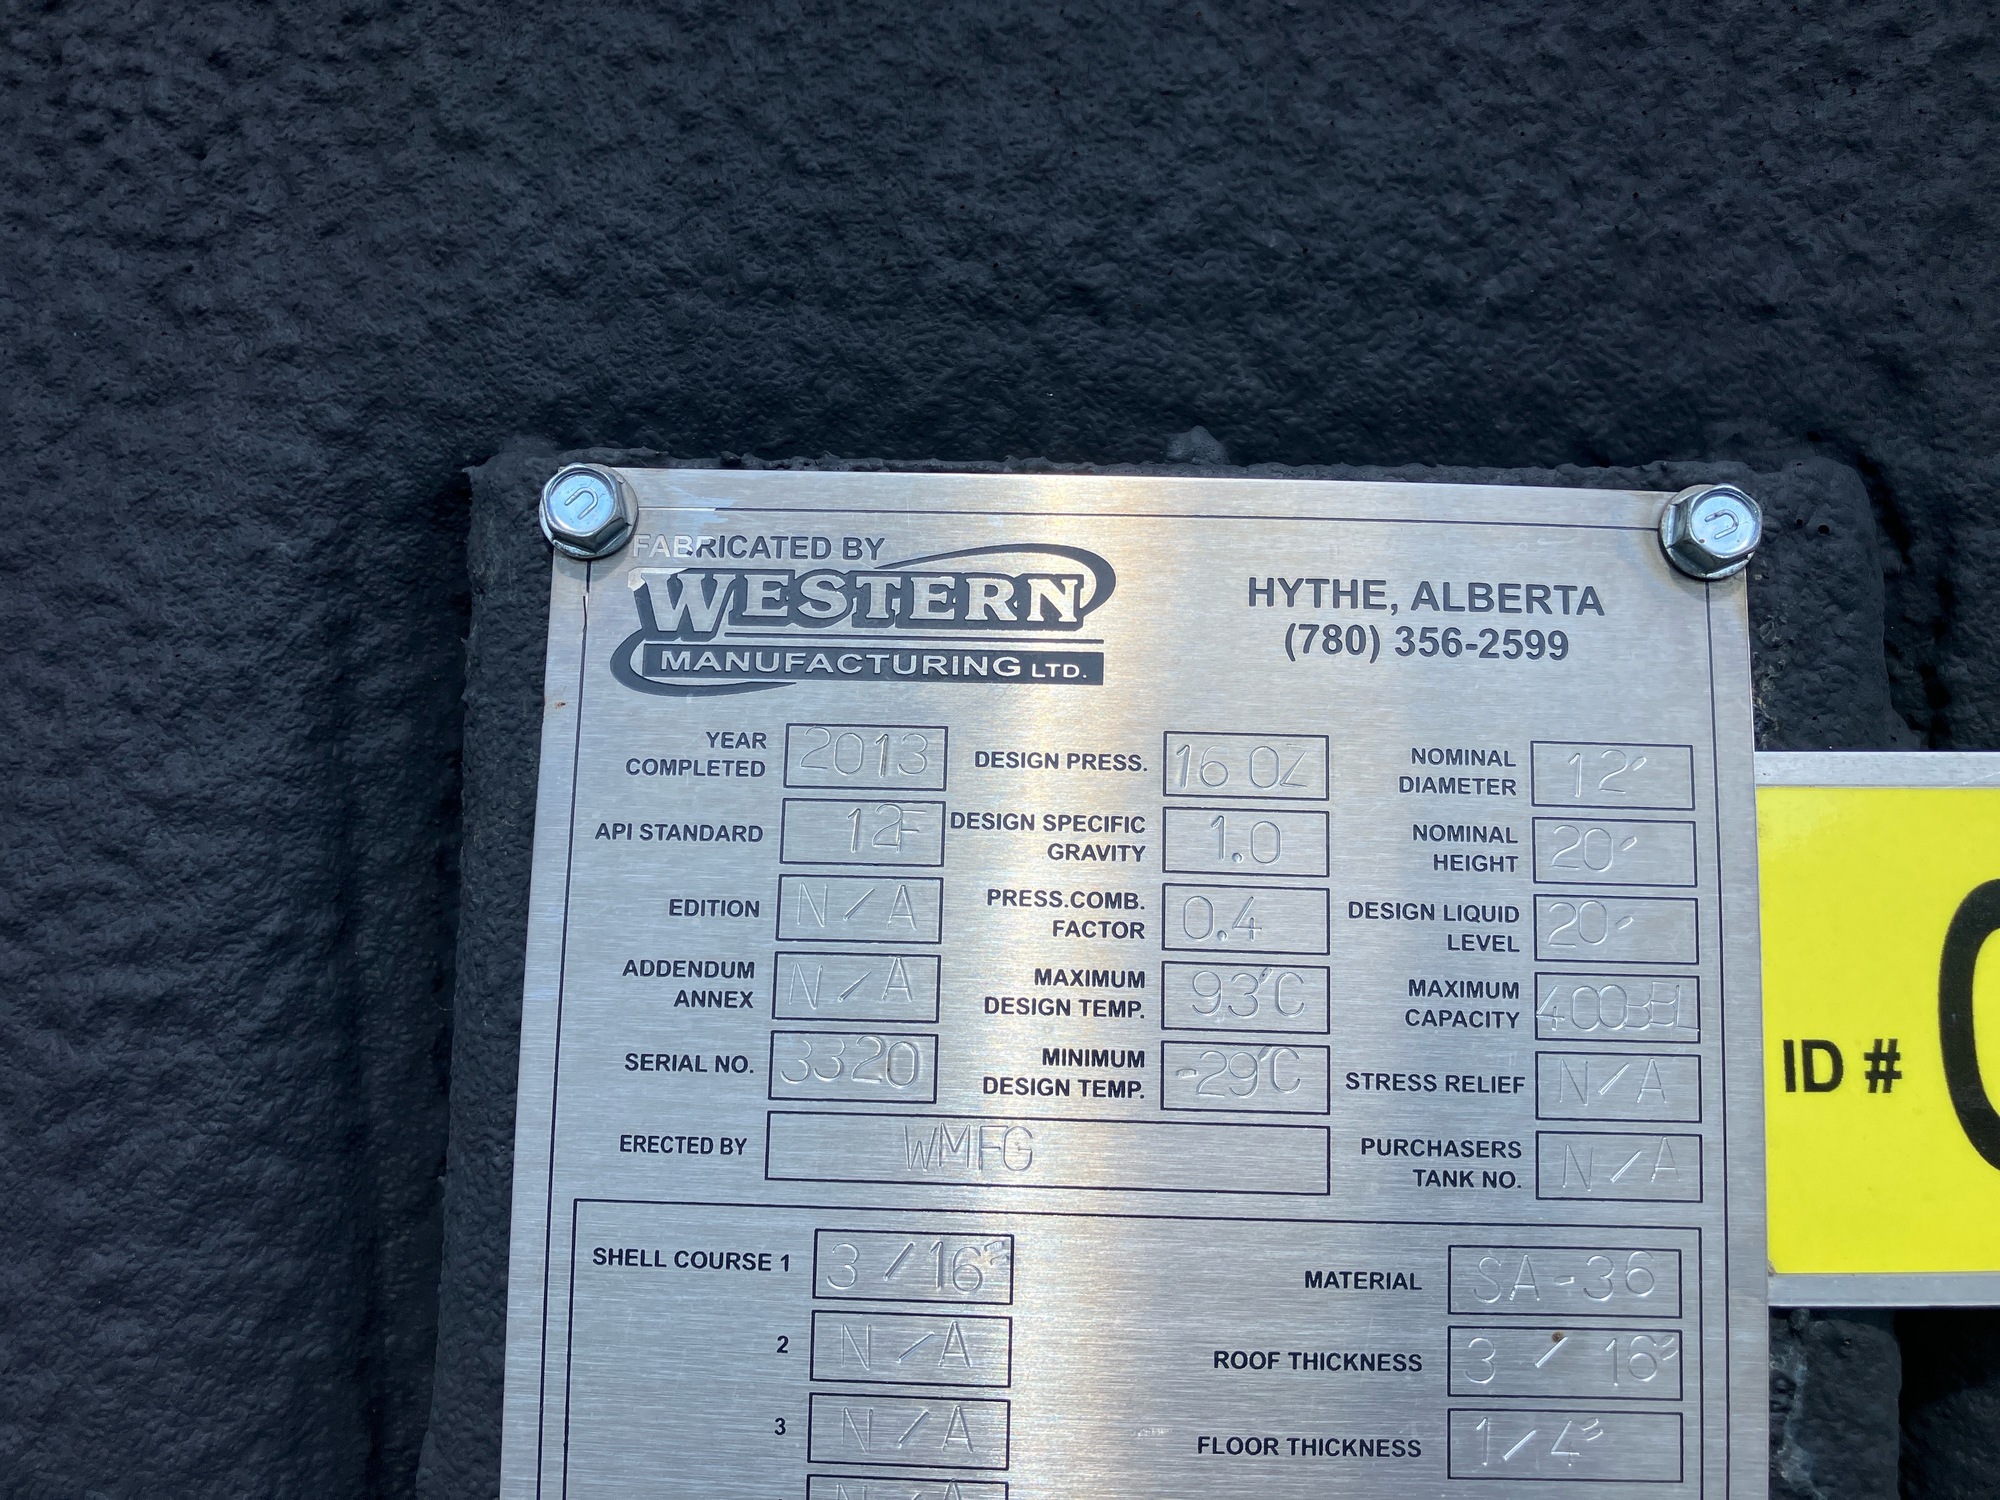 FABRICATED BY
WESTERN
MANUFACTURING LTD.
HYTHE, ALBERTA
(780) 356-2599
YEAR COMPLETED 2013
DESIGN PRESS. 16 OZ
NOMINAL DIAMETER 12'
API STANDARD 12F
DESIGN SPECIFIC GRAVITY 1.0
NOMINAL HEIGHT 20'
EDITION N/A
PRESS.COMB. FACTOR 0.4
DESIGN LIQUID LEVEL 20'
ADDENDUM ANNEX N/A
MAXIMUM DESIGN TEMP. 93'C
MAXIMUM CAPACITY 400BBL
SERIAL NO. 3320
MINIMUM DESIGN TEMP. -29'C
STRESS RELIEF N/A
ERECTED BY WMFG
PURCHASERS TANK NO. N/A
SHELL COURSE 1 3/16"
MATERIAL SA-36
2 N/A
ROOF THICKNESS 3/16"
3 N/A
FLOOR THICKNESS 1/4"
ID #